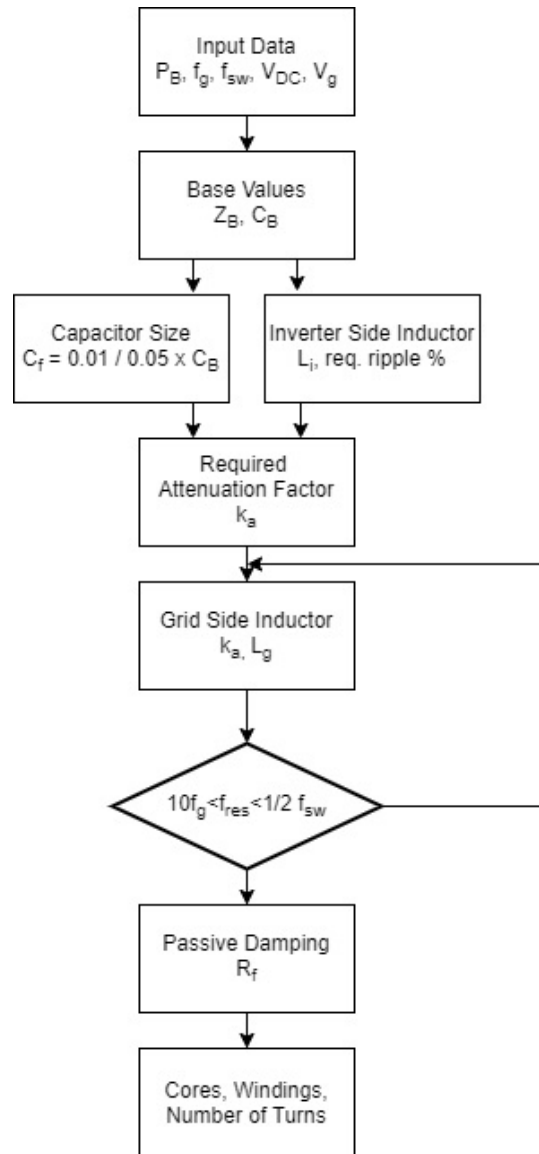 Input Data
P_B, f_g, f_sw, V_DC, V_g
Base Values
Z_B, C_B
Capacitor Size
C_f = 0.01 / 0.05 x C_B
Inverter Side Inductor
L_i, req. ripple %
Required
Attenuation Factor
k_a
Grid Side Inductor
k_a, L_g
10f_g<f_res<1/2 f_sw
Passive Damping
R_f
Cores, Windings,
Number of Turns